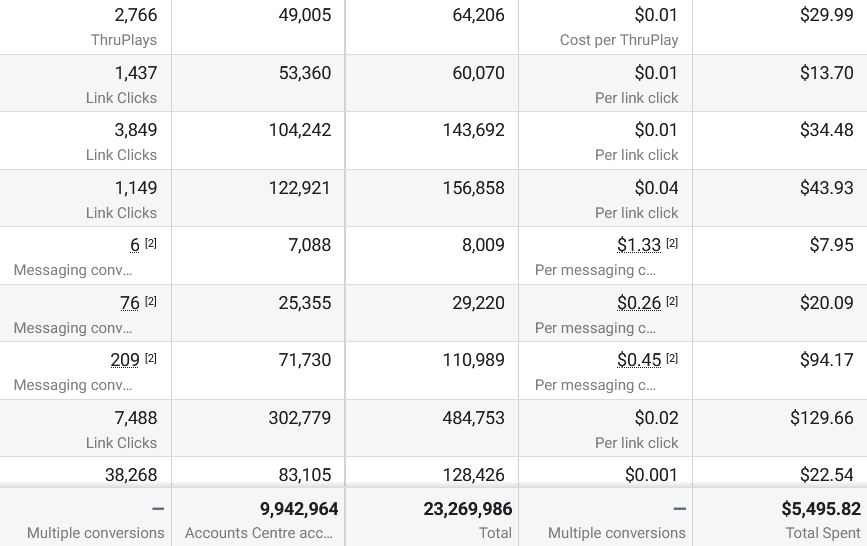 2,766 49,005 64,206 $0.01 $29.99
ThruPlays Cost per ThruPlay
1,437 53,360 60,070 $0.01 $13.70
Link Clicks Per link click
3,849 104,242 143,692 $0.01 $34.48
Link Clicks Per link click
1,149 122,921 156,858 $0.04 $43.93
Link Clicks Per link click
6 [2] 7,088 8,009 $1.33 [2] $7.95
Messaging conv... Per messaging c...
76 [2] 25,355 29,220 $0.26 [2] $20.09
Messaging conv... Per messaging c...
209 [2] 71,730 110,989 $0.45 [2] $94.17
Messaging conv... Per messaging c...
7,488 302,779 484,753 $0.02 $129.66
Link Clicks Per link click
38,268 83,105 128,426 $0.001 $22.54
– 9,942,964 23,269,986 – $5,495.82
Multiple conversions Accounts Centre acc... Total Multiple conversions Total Spent